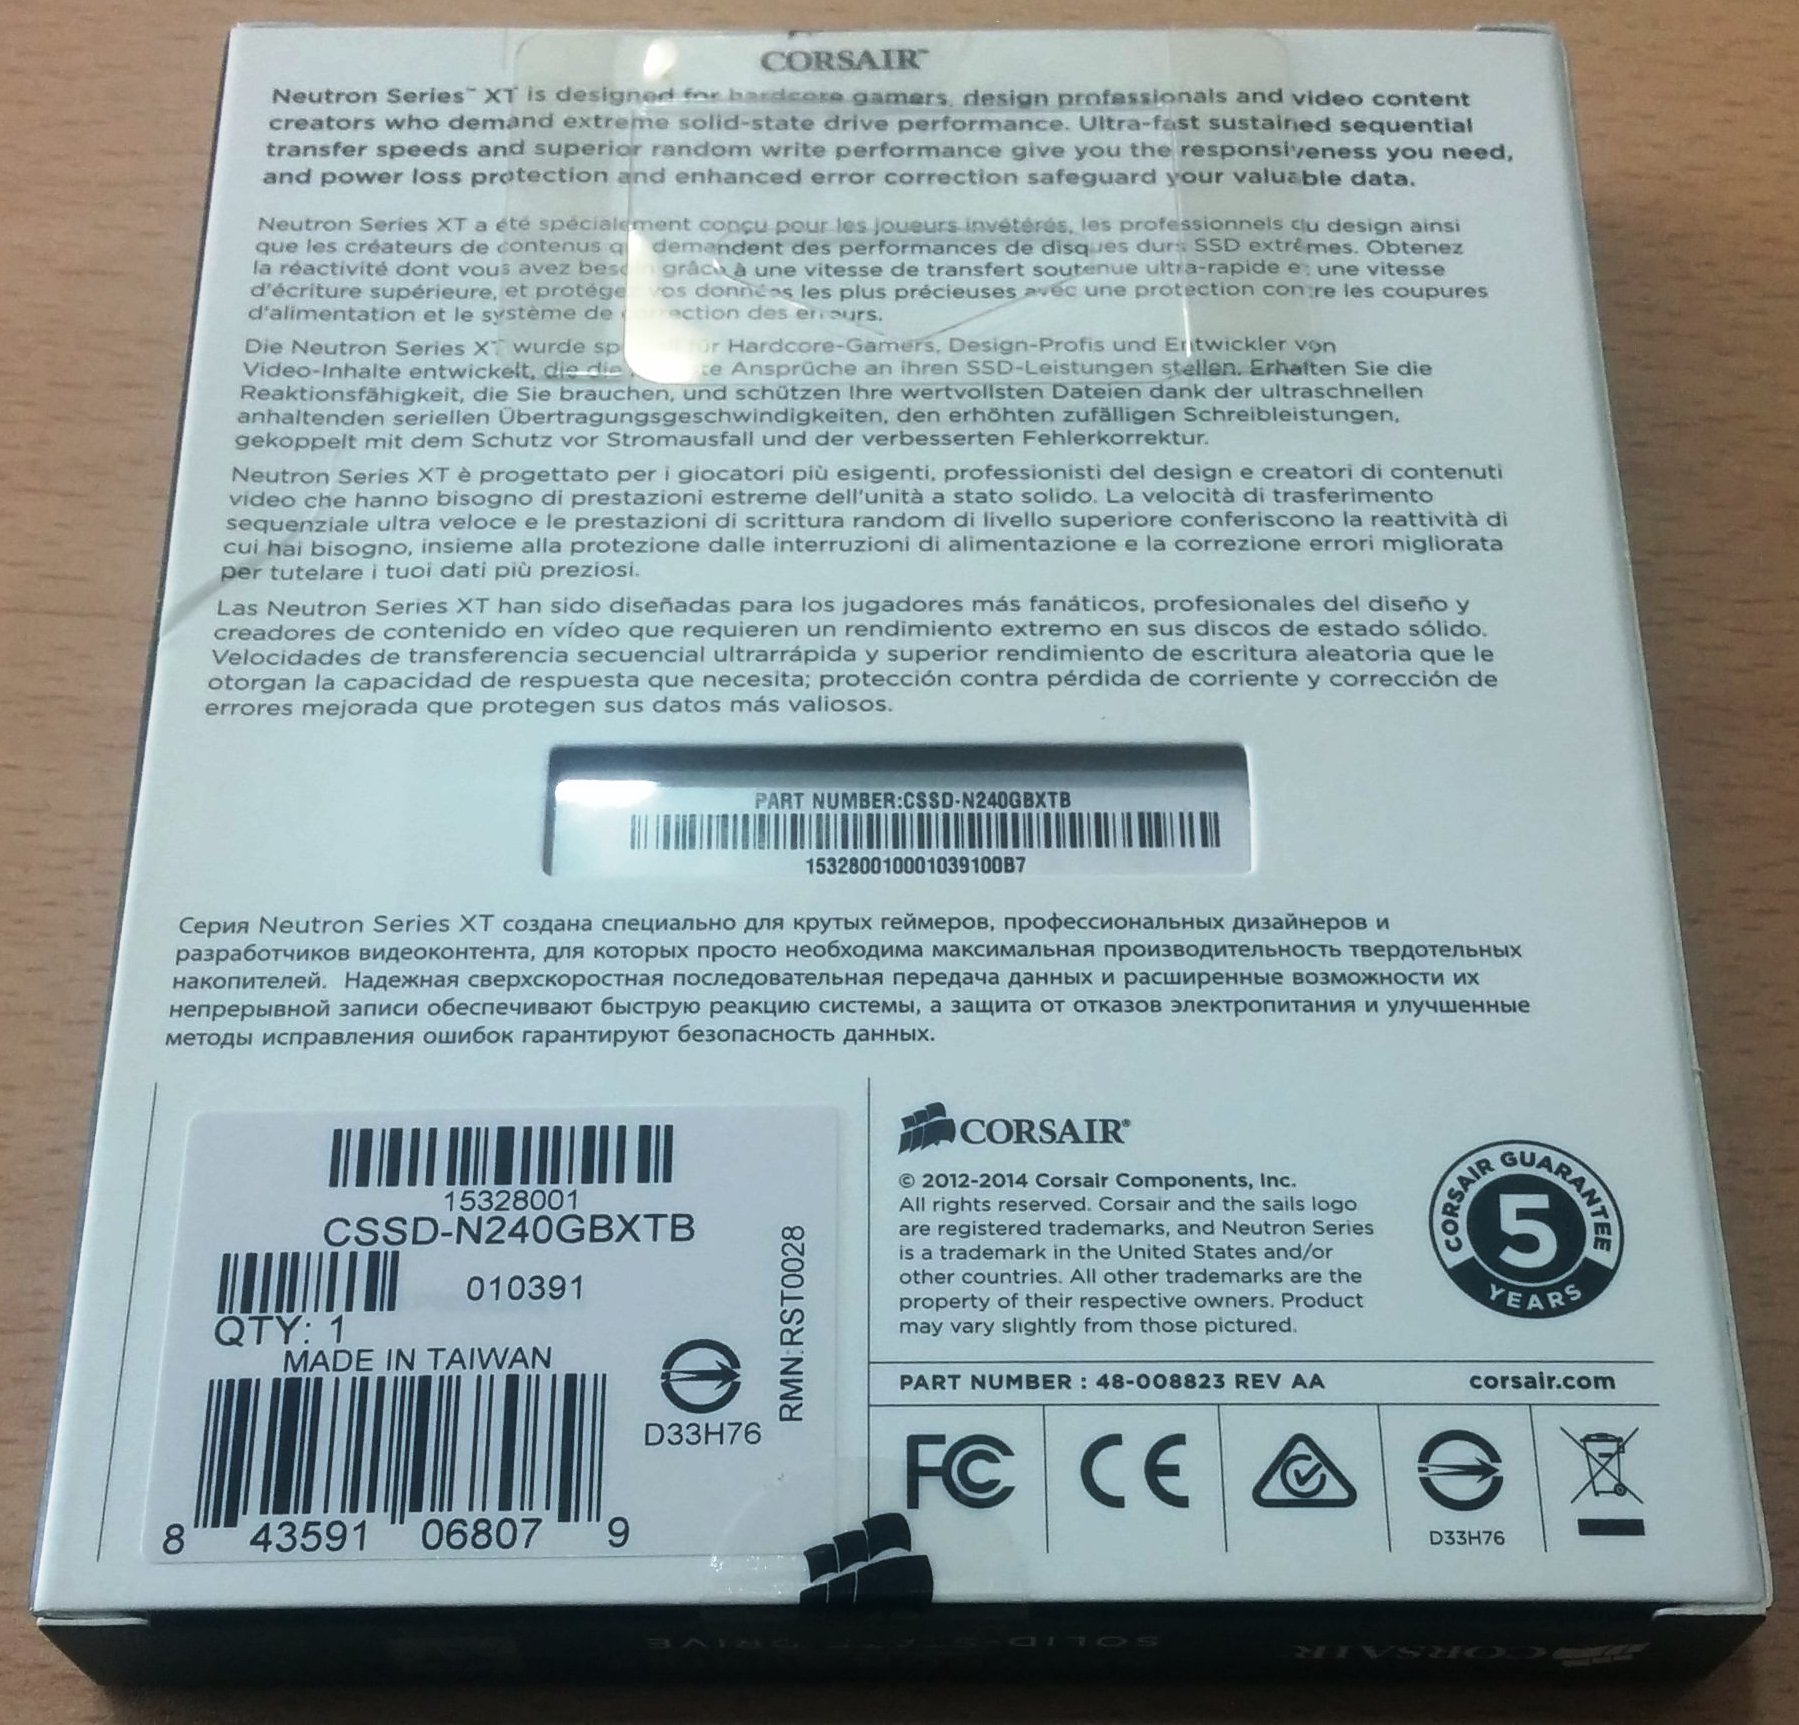 CORSAIR™
Neutron Series™ XT is designed for hardcore gamers, design professionals and video content
creators who demand extreme solid-state drive performance. Ultra-fast sustained sequential
transfer speeds and superior random write performance give you the responsiveness you need,
and power loss protection and enhanced error correction safeguard your valuable data.
Neutron Series XT a été spécialement conçu pour les joueurs invétérés, les professionnels du design ainsi
que les créateurs de contenus demandent des performances de disques durs SSD extrêmes. Obtenez
la réactivité dont vous avez besoin grâce à une vitesse de transfert soutenue ultra-rapide et une vitesse
d'écriture supérieure, et protégez vos données les plus précieuses avec une protection contre les coupures
d'alimentation et le système de correction des erreurs.
Die Neutron Series XT wurde speziell für Hardcore-Gamers, Design-Profis und Entwickler von
Video-Inhalte entwickelt, die die Ansprüche an ihren SSD-Leistungen stellen. Erhalten Sie die
Reaktionsfähigkeit, die Sie brauchen, und schützen Ihre wertvollsten Dateien dank der ultraschnellen
anhaltenden seriellen Übertragungsgeschwindigkeiten, den erhöhten zufälligen Schreibleistungen,
gekoppelt mit dem Schutz vor Stromausfall und der verbesserten Fehlerkorrektur.
Neutron Series XT è progettato per i giocatori più esigenti, professionisti del design e creatori di contenuti
video che hanno bisogno di prestazioni estreme dell'unità a stato solido. La velocità di trasferimento
sequenziale ultra veloce e le prestazioni di scrittura random di livello superiore conferiscono la reattività di
cui hai bisogno, insieme alla protezione dalle interruzioni di alimentazione e la correzione errori migliorata
per tutelare i tuoi dati più preziosi.
Las Neutron Series XT han sido diseñadas para los jugadores más fanáticos, profesionales del diseño y
creadores de contenido en vídeo que requieren un rendimiento extremo en sus discos de estado sólido.
Velocidades de transferencia secuencial ultrarrápida y superior rendimiento de escritura aleatoria que le
otorgan la capacidad de respuesta que necesita; protección contra pérdida de corriente y corrección de
errores mejorada que protegen sus datos más valiosos.
PART NUMBER:CSSD-N240GBXTB
153280010001039100B7
Серия Neutron Series XT создана специально для крутых геймеров, профессиональных дизайнеров и
разработчиков видеоконтента, для которых просто необходима максимальная производительность твердотельных
накопителей. Надежная сверхскоростная последовательная передача данных и расширенные возможности их
непрерывной записи обеспечивают быструю реакцию системы, а защита от отказов электропитания и улучшенные
методы исправления ошибок гарантируют безопасность данных.
15328001
CSSD-N240GBXTB
010391
QTY: 1
MADE IN TAIWAN
D33H76
RMN:RST0028
8 43591 06807 9
CORSAIR®
© 2012-2014 Corsair Components, Inc.
All rights reserved. Corsair and the sails logo
are registered trademarks, and Neutron Series
is a trademark in the United States and/or
other countries. All other trademarks are the
property of their respective owners. Product
may vary slightly from those pictured.
CORSAIR GUARANTEE
5
YEARS
PART NUMBER : 48-008823 REV AA
corsair.com
FC
CE
D33H76
SOLID-STATE DRIVE
CORSAIR